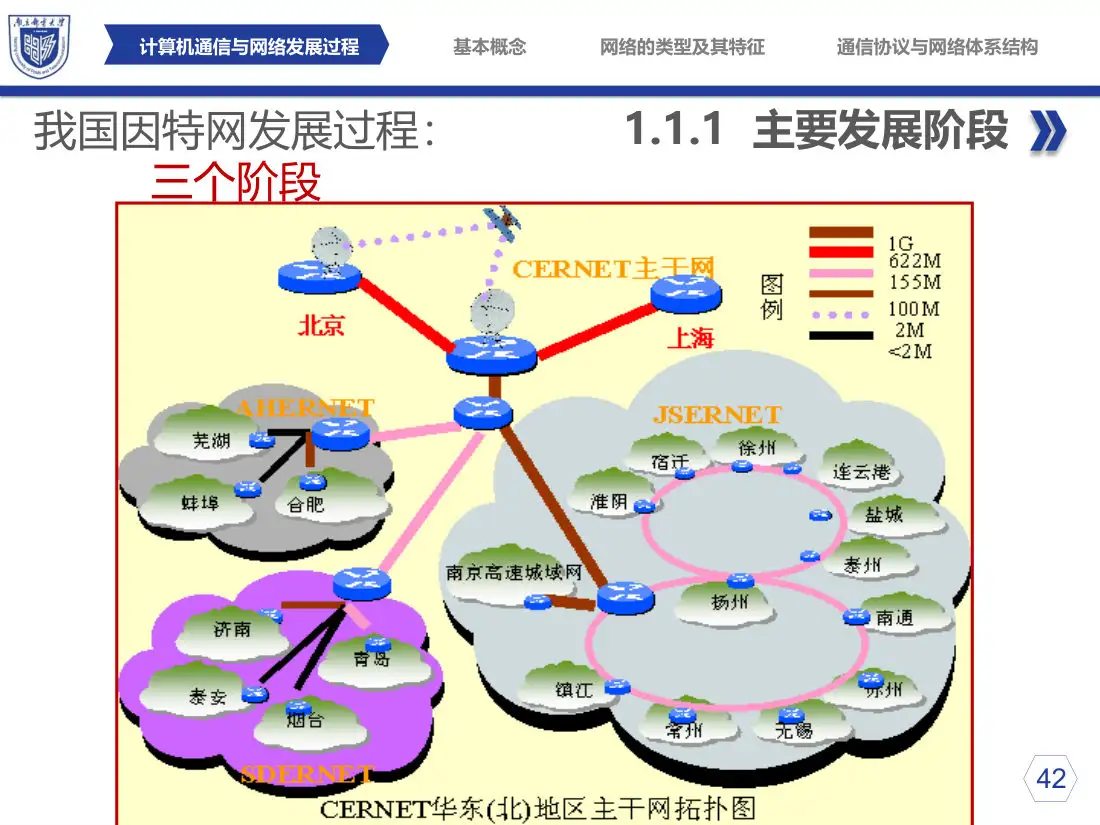 计算机通信与网络发展过程
基本概念
网络的类型及其特征
通信协议与网络体系结构
我国因特网发展过程：
1.1.1 主要发展阶段
三个阶段
CERNET主干网
图例
1G
622M
155M
100M
2M
<2M
北京
上海
AHERNET
芜湖
蚌埠
合肥
JSERNET
宿迁
徐州
连云港
淮阴
盐城
泰州
南京高速城域网
扬州
南通
镇江
苏州
常州
无锡
济南
青岛
泰安
烟台
SDERNET
CERNET华东(北)地区主干网拓扑图
42